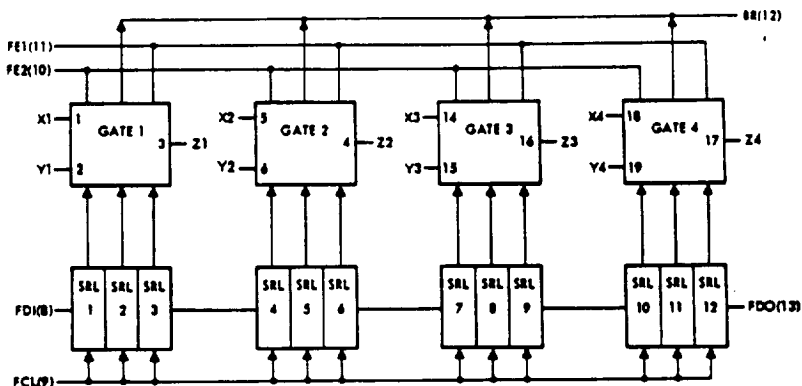 BR(12)
FE1(11)
FE2(10)
X1
1
GATE 1
3
Z1
Y1
2
X2
5
GATE 2
4
Z2
Y2
6
X3
14
GATE 3
16
Z3
Y3
15
X4
18
GATE 4
17
Z4
Y4
19
FDI(8)
SRL 1
SRL 2
SRL 3
SRL 4
SRL 5
SRL 6
SRL 7
SRL 8
SRL 9
SRL 10
SRL 11
SRL 12
FDO(13)
FCL(9)